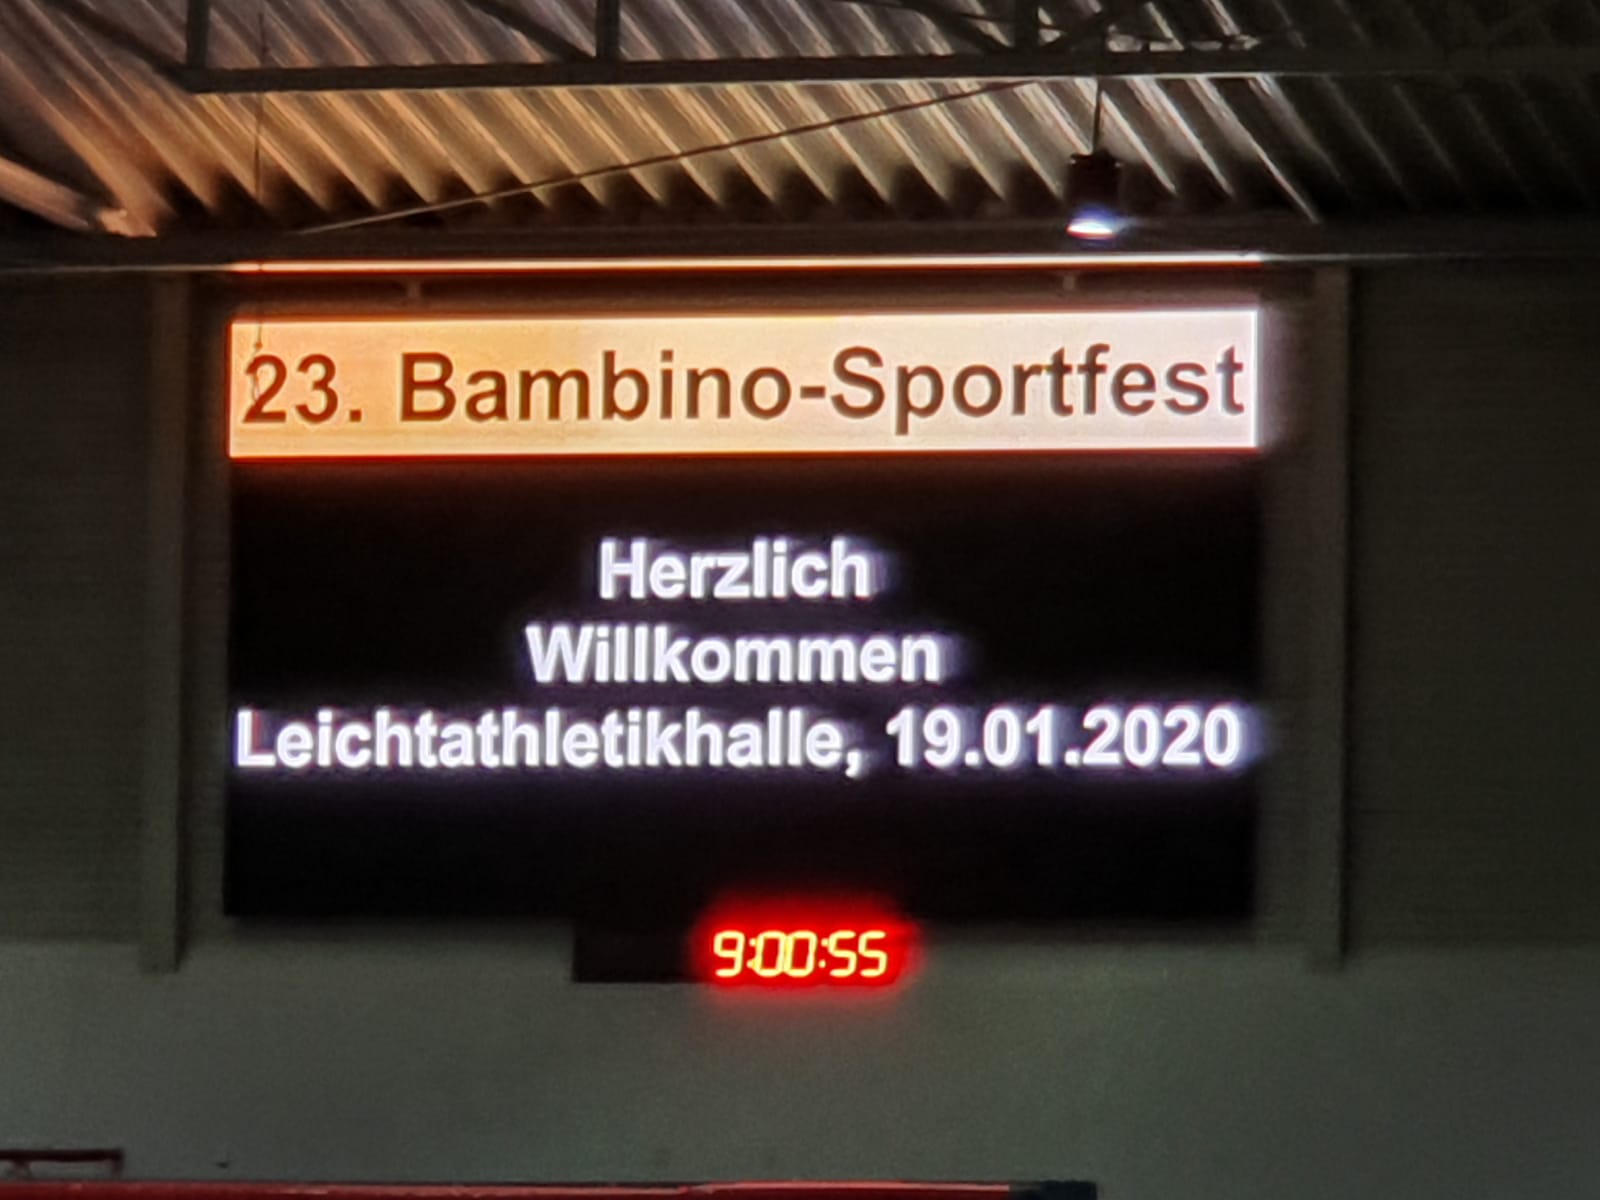 23. Bambino-Sportfest
Herzlich
Willkommen
Leichtathletikhalle, 19.01.2020
9:00:55